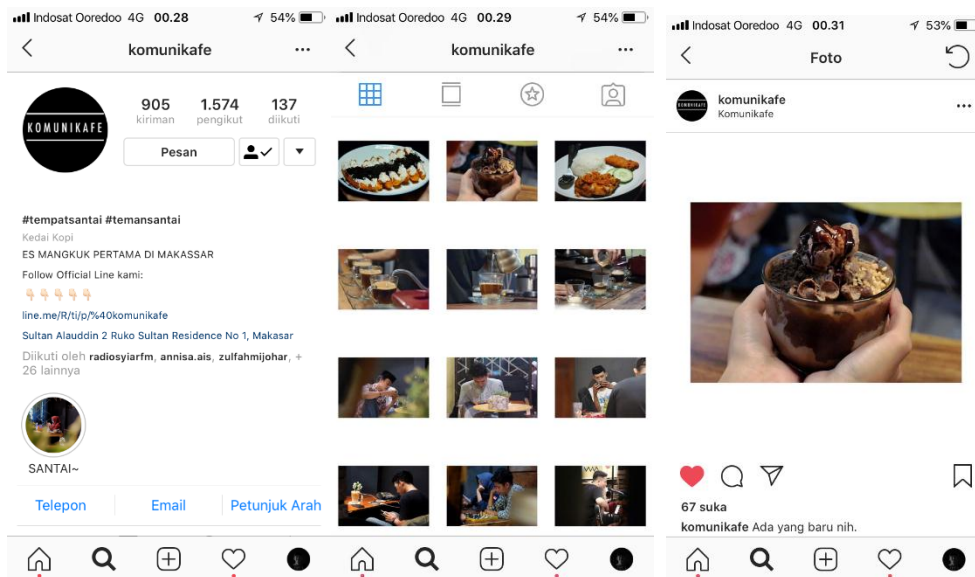 Indosat Ooredoo 4G 00.28 54%
komunikafe
KOMUNIKAFE
905 1.574 137
kiriman pengikut diikuti
Pesan
#tempatsantai #temansantai
Kedai Kopi
ES MANGKUK PERTAMA DI MAKASSAR
Follow Official Line kami:
👇🏻👇🏻👇🏻👇🏻👇🏻
line.me/R/ti/p/%40komunikafe
Sultan Alauddin 2 Ruko Sultan Residence No 1, Makasar
Diikuti oleh radiosyiarfm, annisa.ais, zulfahmijohar, +
26 lainnya
SANTAI~
Telepon Email Petunjuk Arah
Indosat Ooredoo 4G 00.29 54%
komunikafe
Indosat Ooredoo 4G 00.31 53%
Foto
KOMUNIKAFE
komunikafe
Komunikafe
67 suka
komunikafe Ada yang baru nih.